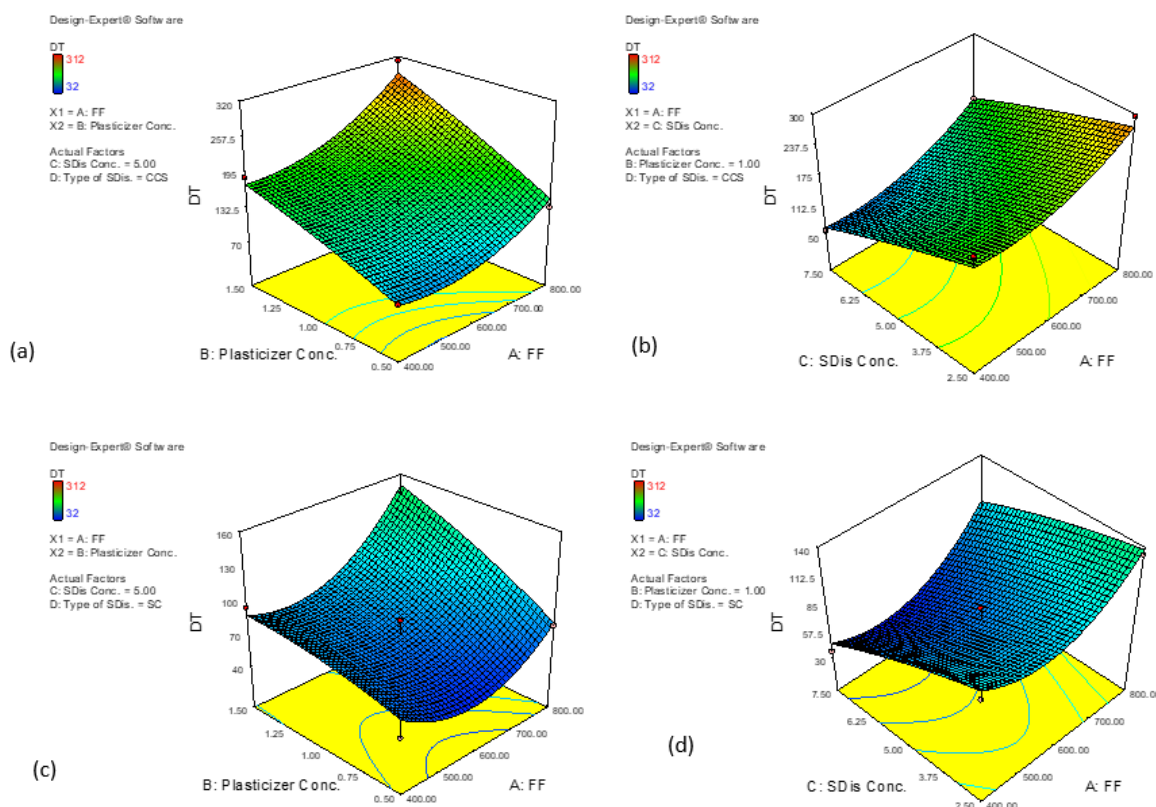 Design-Expert® Software
DT
312
32
X1 = A: FF
X2 = B: Plasticizer Conc.
Actual Factors
C: SDis Conc. = 5.00
D: Type of SDis. = CCS
320
257.5
195
132.5
70
DT
1.50
1.25
1.00
0.75
0.50
400.00
500.00
600.00
700.00
800.00
B: Plasticizer Conc.
A: FF
(a)
Design-Expert® Software
DT
312
32
X1 = A: FF
X2 = C: SDis Conc.
Actual Factors
B: Plasticizer Conc. = 1.00
D: Type of SDis. = CCS
300
237.5
175
112.5
50
DT
7.50
6.25
5.00
3.75
2.50
400.00
500.00
600.00
700.00
800.00
C: SDis Conc.
A: FF
(b)
Design-Expert® Software
DT
312
32
X1 = A: FF
X2 = B: Plasticizer Conc.
Actual Factors
C: SDis Conc. = 5.00
D: Type of SDis. = SC
160
130
100
70
40
DT
1.50
1.25
1.00
0.75
0.50
400.00
500.00
600.00
700.00
800.00
B: Plasticizer Conc.
A: FF
(c)
Design-Expert® Software
DT
312
32
X1 = A: FF
X2 = C: SDis Conc.
Actual Factors
B: Plasticizer Conc. = 1.00
D: Type of SDis. = SC
140
112.5
85
57.5
30
DT
7.50
6.25
5.00
3.75
2.50
400.00
500.00
600.00
700.00
800.00
C: SDis Conc.
A: FF
(d)